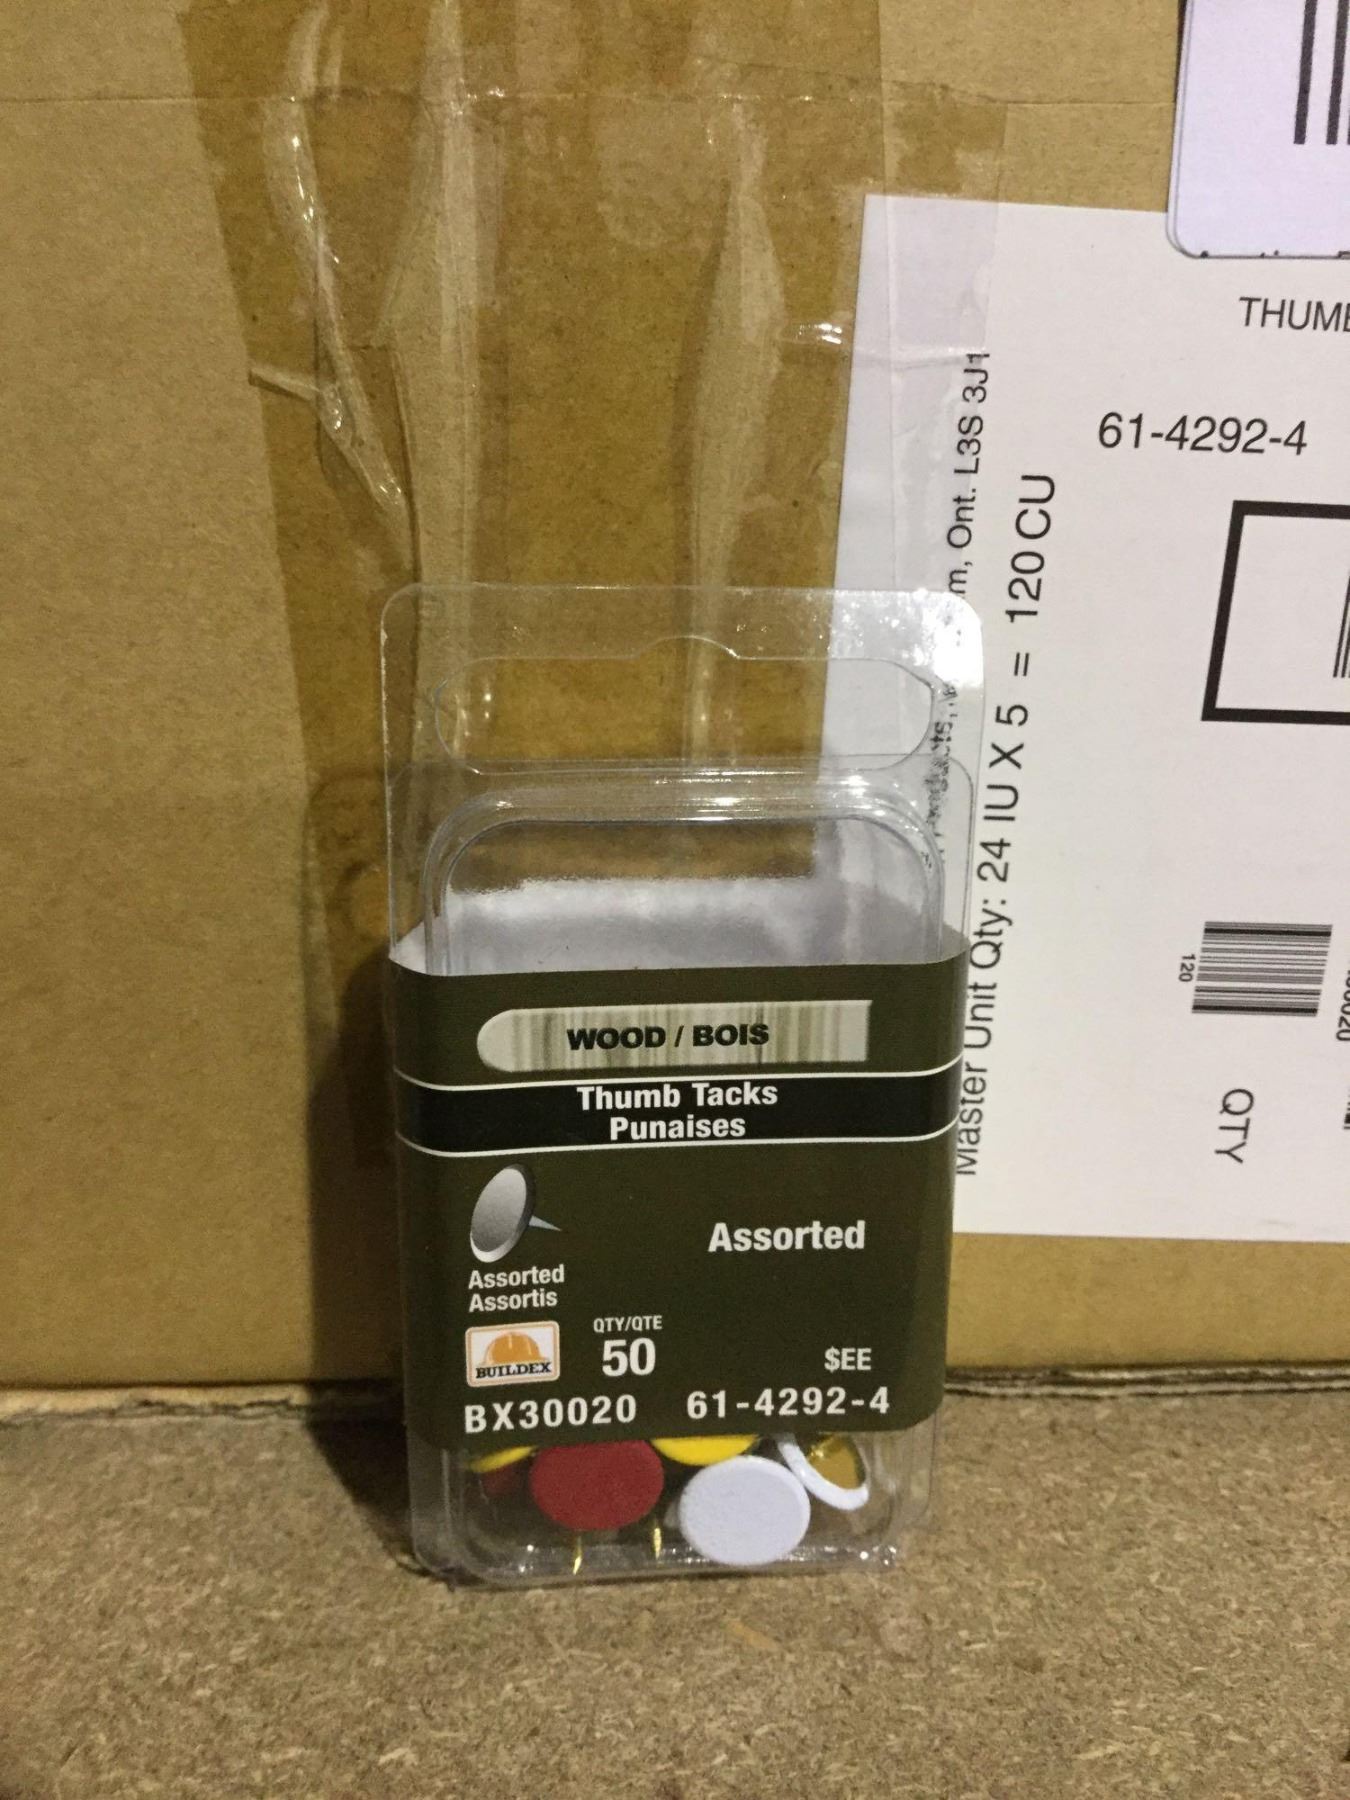 THUM
61-4292-4
m, Ont. L3S 3J1
Master Unit Qty: 24 IU X 5 = 120 CU
120
QTY
WOOD / BOIS
Thumb Tacks
Punaises
Assorted
Assorted
Assortis
BUILDEX
QTY/QTE
50
$EE
BX30020 61-4292-4